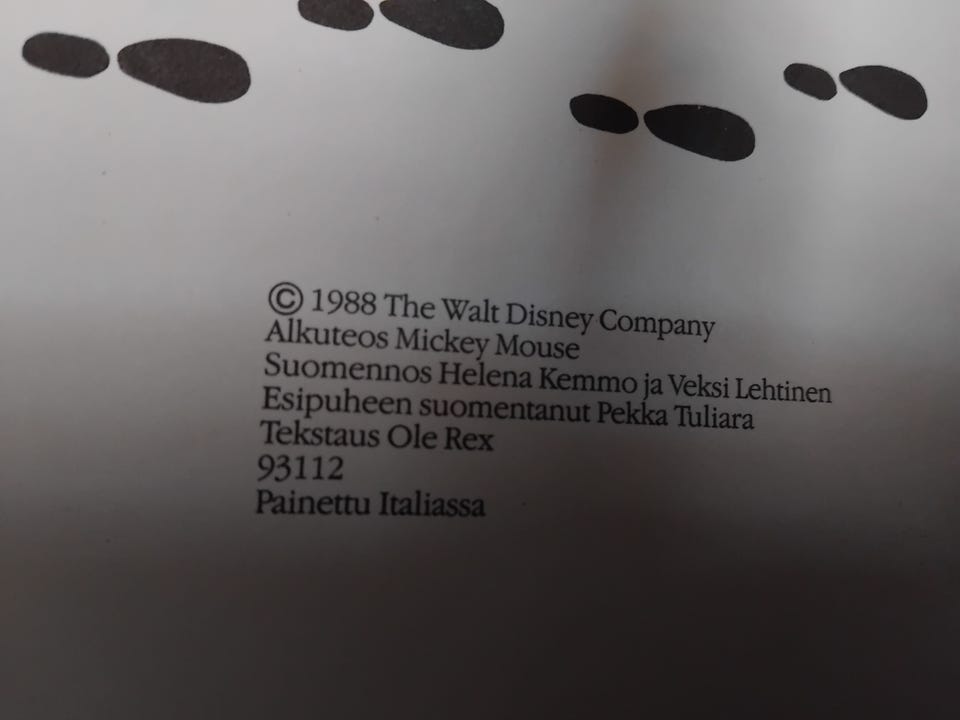 © 1988 The Walt Disney Company
Alkuteos Mickey Mouse
Suomennos Helena Kemmo ja Veksi Lehtinen
Esipuheen suomentanut Pekka Tuliara
Tekstaus Ole Rex
93112
Painettu Italiassa